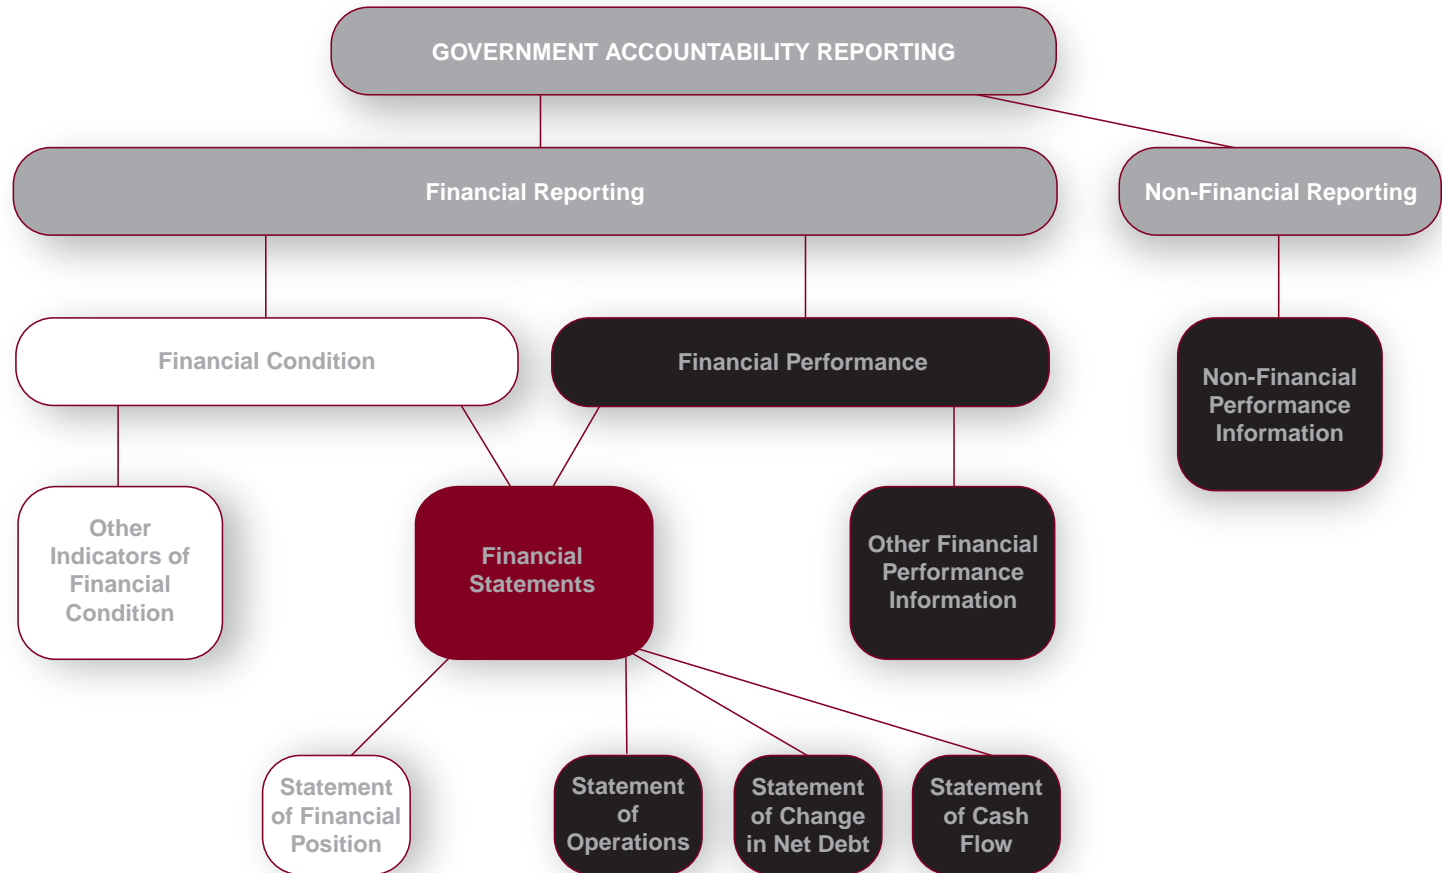 GOVERNMENT ACCOUNTABILITY REPORTING
Financial Reporting
Non-Financial Reporting
Financial Condition
Financial Performance
Non-Financial
Performance
Information
Other
Indicators of
Financial
Condition
Financial
Statements
Other Financial
Performance
Information
Statement
of Financial
Position
Statement
of
Operations
Statement
of Change
in Net Debt
Statement
of Cash
Flow